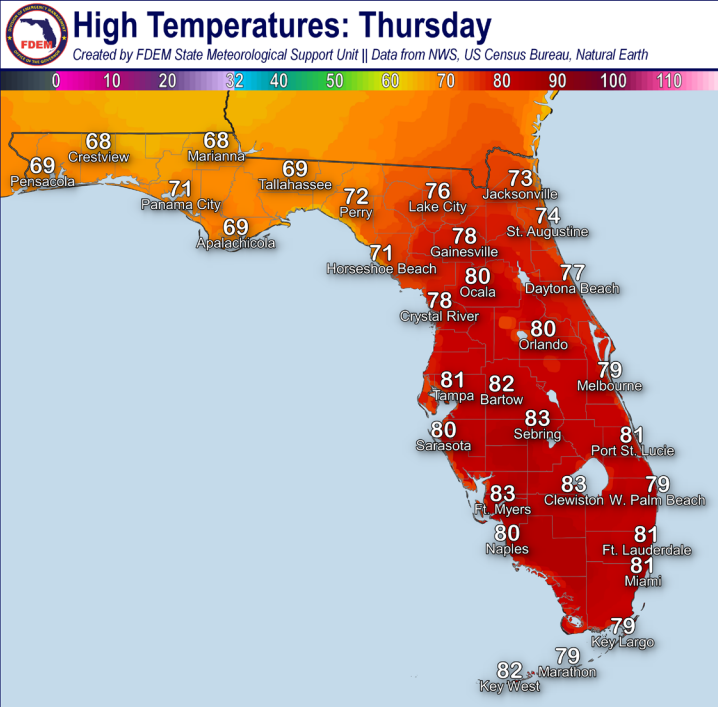 High Temperatures: Thursday
Created by FDEM State Meteorological Support Unit || Data from NWS, US Census Bureau, Natural Earth
FDEM
0 10 20 32 40 50 60 70 80 90 100 110
68
Crestview
68
Marianna
69
Pensacola
69
Tallahassee
71
Panama City
72
Perry
76
Lake City
73
Jacksonville
69
Apalachicola
74
St. Augustine
78
Gainesville
71
Horseshoe Beach
80
Ocala
77
Daytona Beach
78
Crystal River
80
Orlando
79
Melbourne
81
Tampa
82
Bartow
83
Sebring
80
Sarasota
81
Port St. Lucie
83
Ft. Myers
83
Clewiston
79
W. Palm Beach
80
Naples
81
Ft. Lauderdale
81
Miami
79
Key Largo
79
Marathon
82
Key West